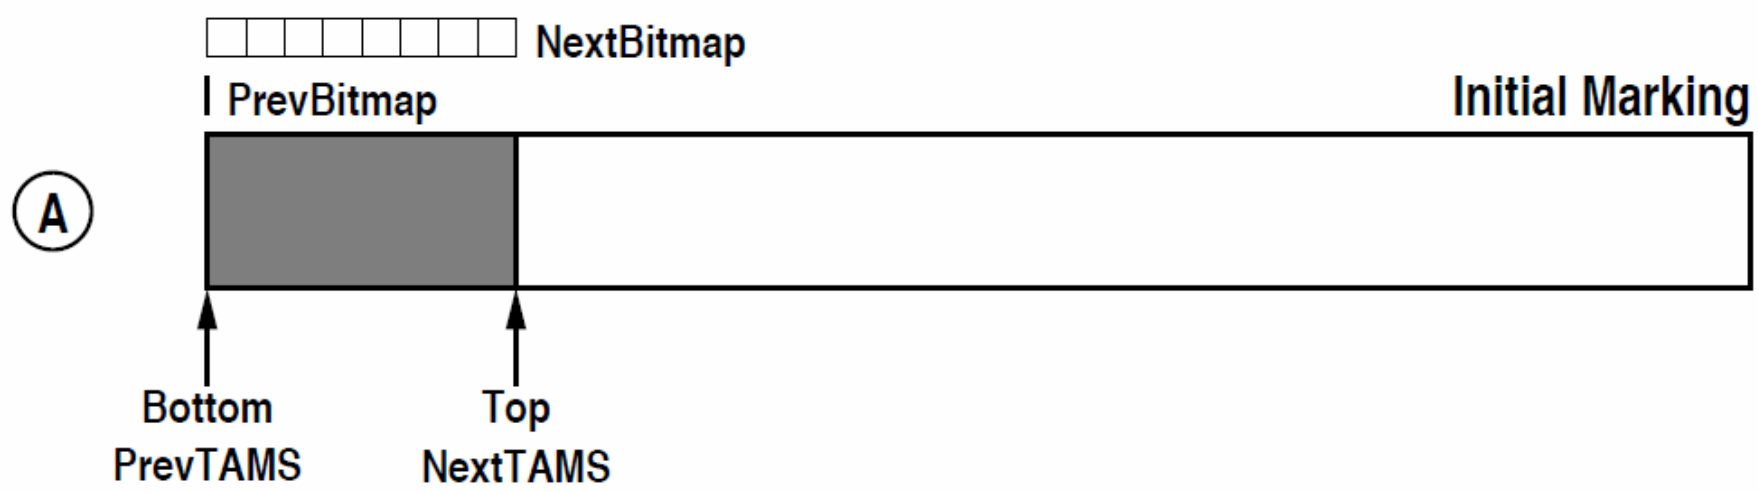 NextBitmap
PrevBitmap
Initial Marking
A
Bottom
Top
PrevTAMS
NextTAMS